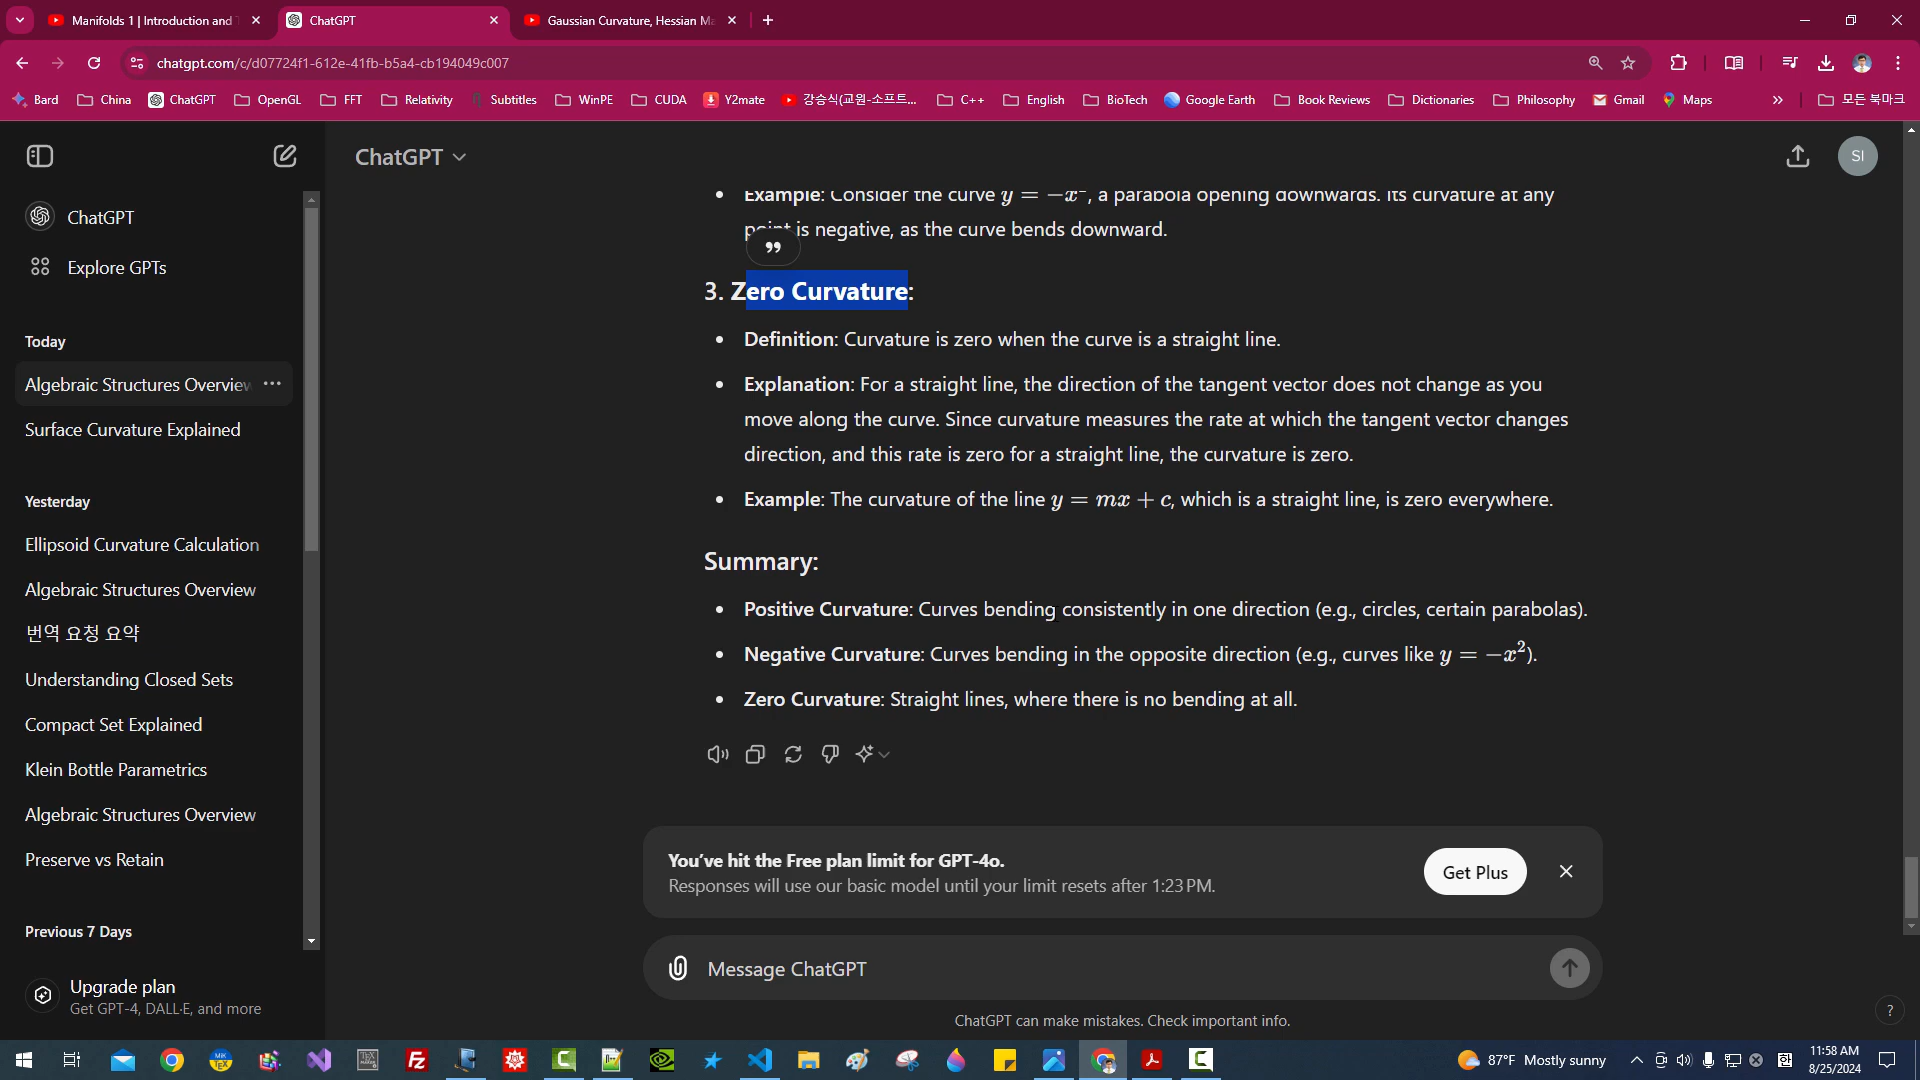 Manifolds 1 | Introduction and
ChatGPT
Gaussian Curvature, Hessian Ma
chatgpt.com/c/d07724f1-612e-41fb-b5a4-cb194049c007
Bard
China
ChatGPT
OpenGL
FFT
Relativity
Subtitles
WinPE
CUDA
Y2mate
강승식(교원-소프트...
C++
English
BioTech
Google Earth
Book Reviews
Dictionaries
Philosophy
Gmail
Maps
»
모든 북마크
ChatGPT
SI
ChatGPT
Explore GPTs
Today
Algebraic Structures Overview
Surface Curvature Explained
Yesterday
Ellipsoid Curvature Calculation
Algebraic Structures Overview
번역 요청 요약
Understanding Closed Sets
Compact Set Explained
Klein Bottle Parametrics
Algebraic Structures Overview
Preserve vs Retain
Previous 7 Days
Upgrade plan
Get GPT-4, DALL·E, and more
• Example: Consider the curve y = −x², a parabola opening downwards. Its curvature at any
point is negative, as the curve bends downward.
3. Zero Curvature:
• Definition: Curvature is zero when the curve is a straight line.
• Explanation: For a straight line, the direction of the tangent vector does not change as you
move along the curve. Since curvature measures the rate at which the tangent vector changes
direction, and this rate is zero for a straight line, the curvature is zero.
• Example: The curvature of the line y = mx + c, which is a straight line, is zero everywhere.
Summary:
• Positive Curvature: Curves bending consistently in one direction (e.g., circles, certain parabolas).
• Negative Curvature: Curves bending in the opposite direction (e.g., curves like y = −x²).
• Zero Curvature: Straight lines, where there is no bending at all.
You've hit the Free plan limit for GPT-4o.
Responses will use our basic model until your limit resets after 1:23 PM.
Get Plus
Message ChatGPT
ChatGPT can make mistakes. Check important info.
?
87°F Mostly sunny
한
11:58 AM
8/25/2024